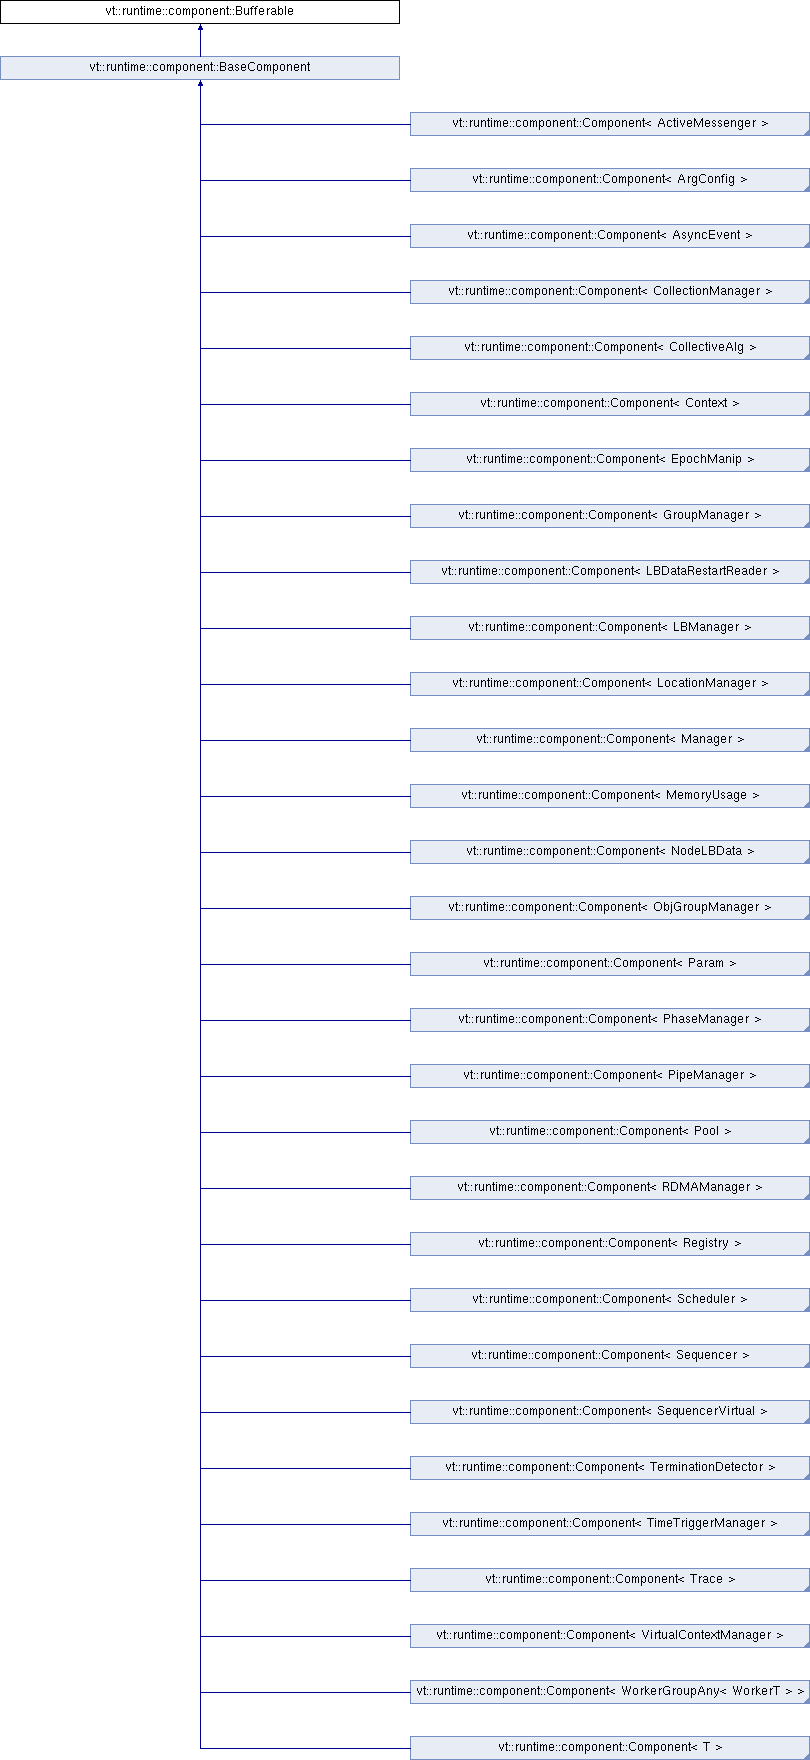 vt::runtime::component::Bufferable
vt::runtime::component::BaseComponent
vt::runtime::component::Component< ActiveMessenger >
vt::runtime::component::Component< ArgConfig >
vt::runtime::component::Component< AsyncEvent >
vt::runtime::component::Component< CollectionManager >
vt::runtime::component::Component< CollectiveAlg >
vt::runtime::component::Component< Context >
vt::runtime::component::Component< EpochManip >
vt::runtime::component::Component< GroupManager >
vt::runtime::component::Component< LBDataRestartReader >
vt::runtime::component::Component< LBManager >
vt::runtime::component::Component< LocationManager >
vt::runtime::component::Component< Manager >
vt::runtime::component::Component< MemoryUsage >
vt::runtime::component::Component< NodeLBData >
vt::runtime::component::Component< ObjGroupManager >
vt::runtime::component::Component< Param >
vt::runtime::component::Component< PhaseManager >
vt::runtime::component::Component< PipeManager >
vt::runtime::component::Component< Pool >
vt::runtime::component::Component< RDMAManager >
vt::runtime::component::Component< Registry >
vt::runtime::component::Component< Scheduler >
vt::runtime::component::Component< Sequencer >
vt::runtime::component::Component< SequencerVirtual >
vt::runtime::component::Component< TerminationDetector >
vt::runtime::component::Component< TimeTriggerManager >
vt::runtime::component::Component< Trace >
vt::runtime::component::Component< VirtualContextManager >
vt::runtime::component::Component< WorkerGroupAny< WorkerT > >
vt::runtime::component::Component< T >